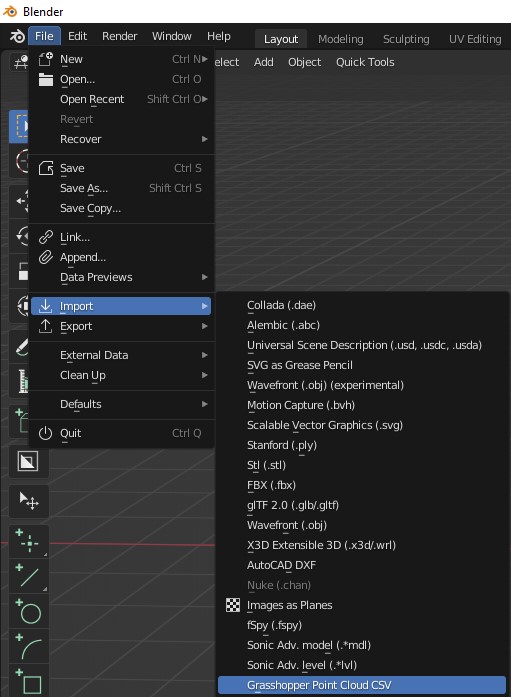 Blender
File Edit Render Window Help Layout Modeling Sculpting UV Editing
elect Add Object Quick Tools
New Ctrl N
Open... Ctrl O
Open Recent Shift Ctrl O
Revert
Recover
Save Ctrl S
Save As... Shift Ctrl S
Save Copy...
Link...
Append...
Data Previews
Import
Export
External Data
Clean Up
Defaults
Quit Ctrl Q
Collada (.dae)
Alembic (.abc)
Universal Scene Description (.usd, .usdc, .usda)
SVG as Grease Pencil
Wavefront (.obj) (experimental)
Motion Capture (.bvh)
Scalable Vector Graphics (.svg)
Stanford (.ply)
Stl (.stl)
FBX (.fbx)
glTF 2.0 (.glb/.gltf)
Wavefront (.obj)
X3D Extensible 3D (.x3d/.wrl)
AutoCAD DXF
Nuke (.chan)
Images as Planes
fSpy (.fspy)
Sonic Adv. model (.*mdl)
Sonic Adv. level (.*lvl)
Grasshopper Point Cloud CSV